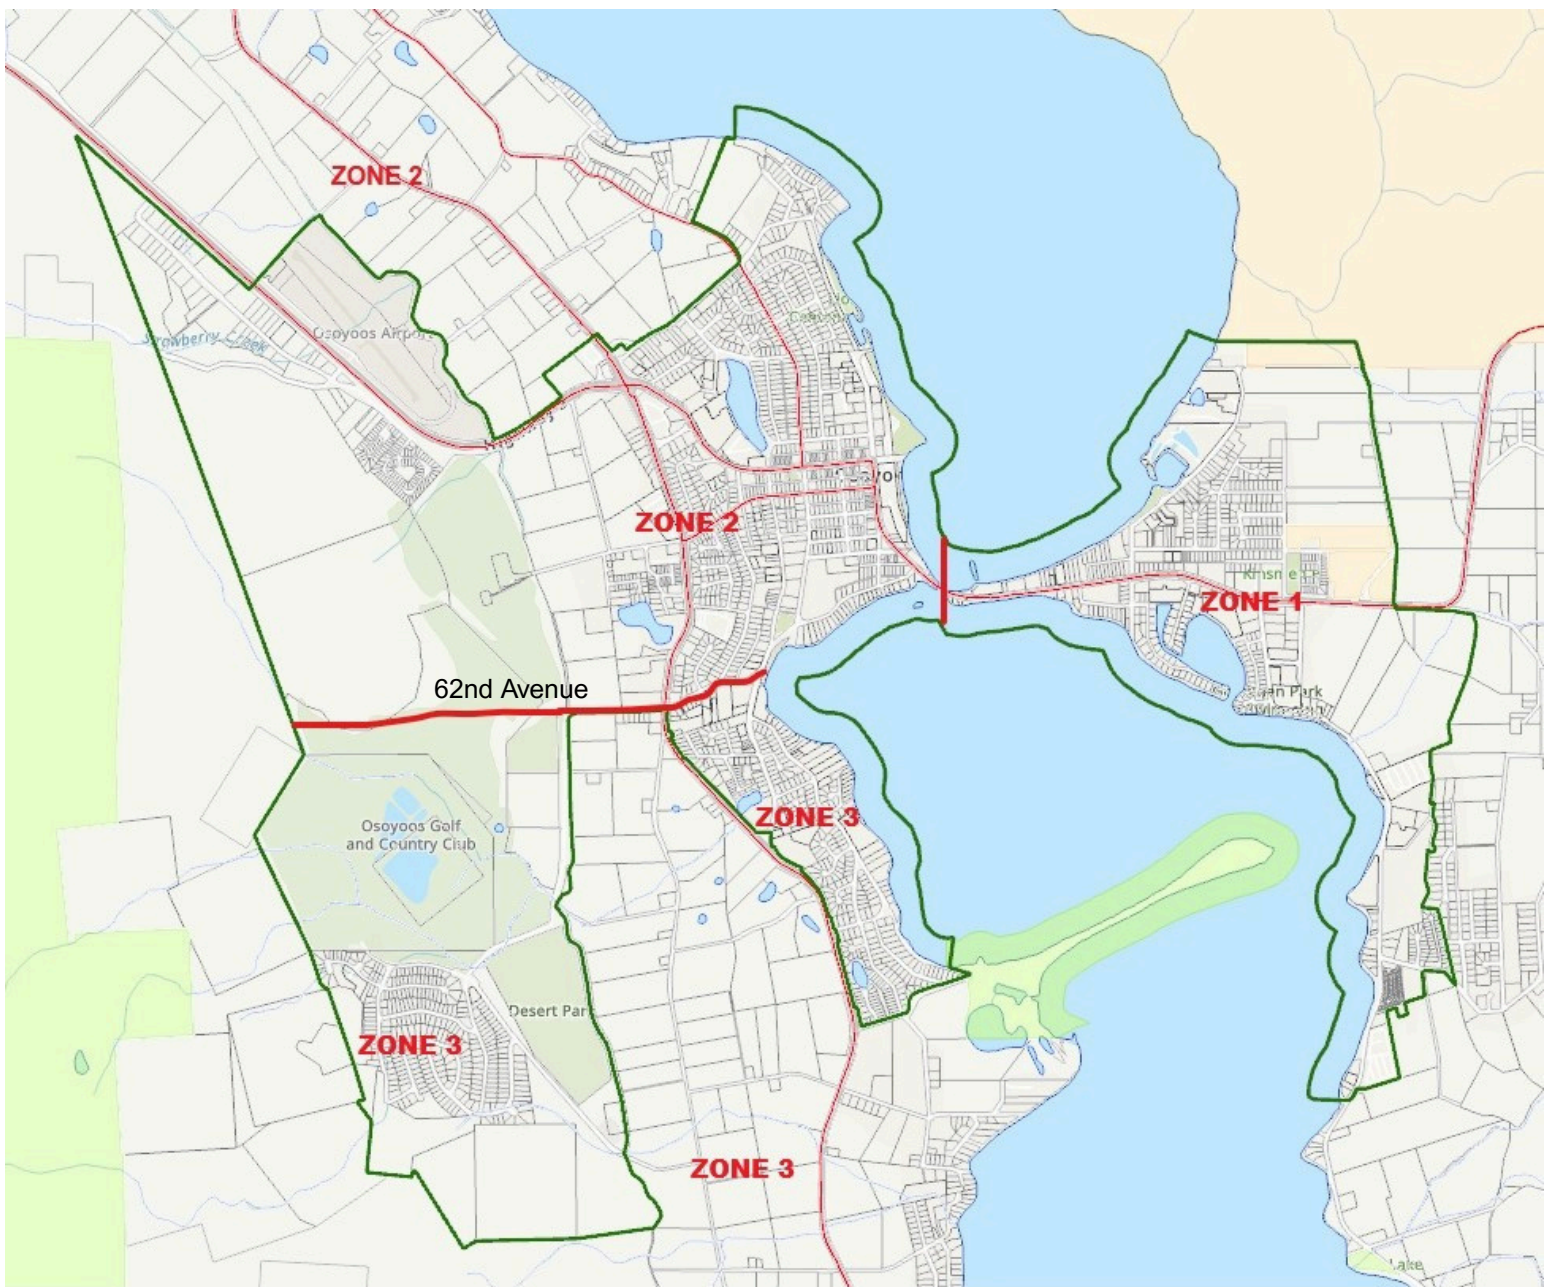 ZONE 2
Osoyoos Airport
Strawberry Creek
ZONE 2
ZONE 1
62nd Avenue
ZONE 3
Osoyoos Golf
and Country Club
Desert Par
ZONE 3
ZONE 3
Lake